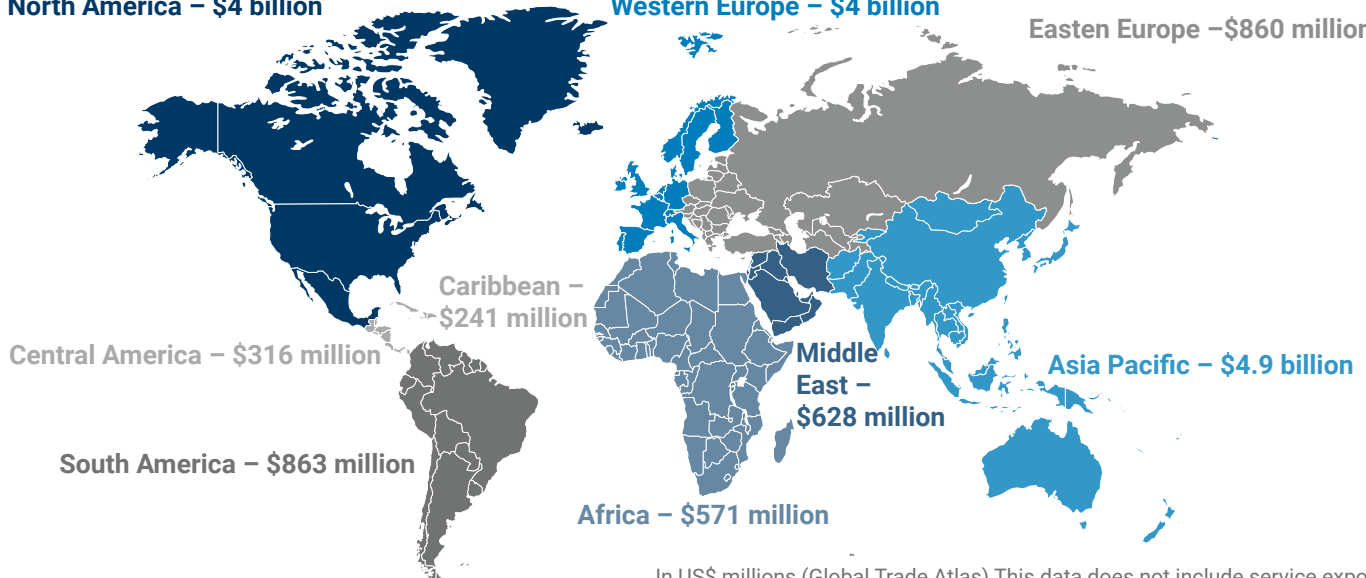 North America – $4 billion
Western Europe – $4 billion
Easten Europe –$860 million
Caribbean –
$241 million
Central America – $316 million
Middle
East –
$628 million
Asia Pacific – $4.9 billion
South America – $863 million
Africa – $571 million
In US$ millions (Global Trade Atlas) This data does not include service